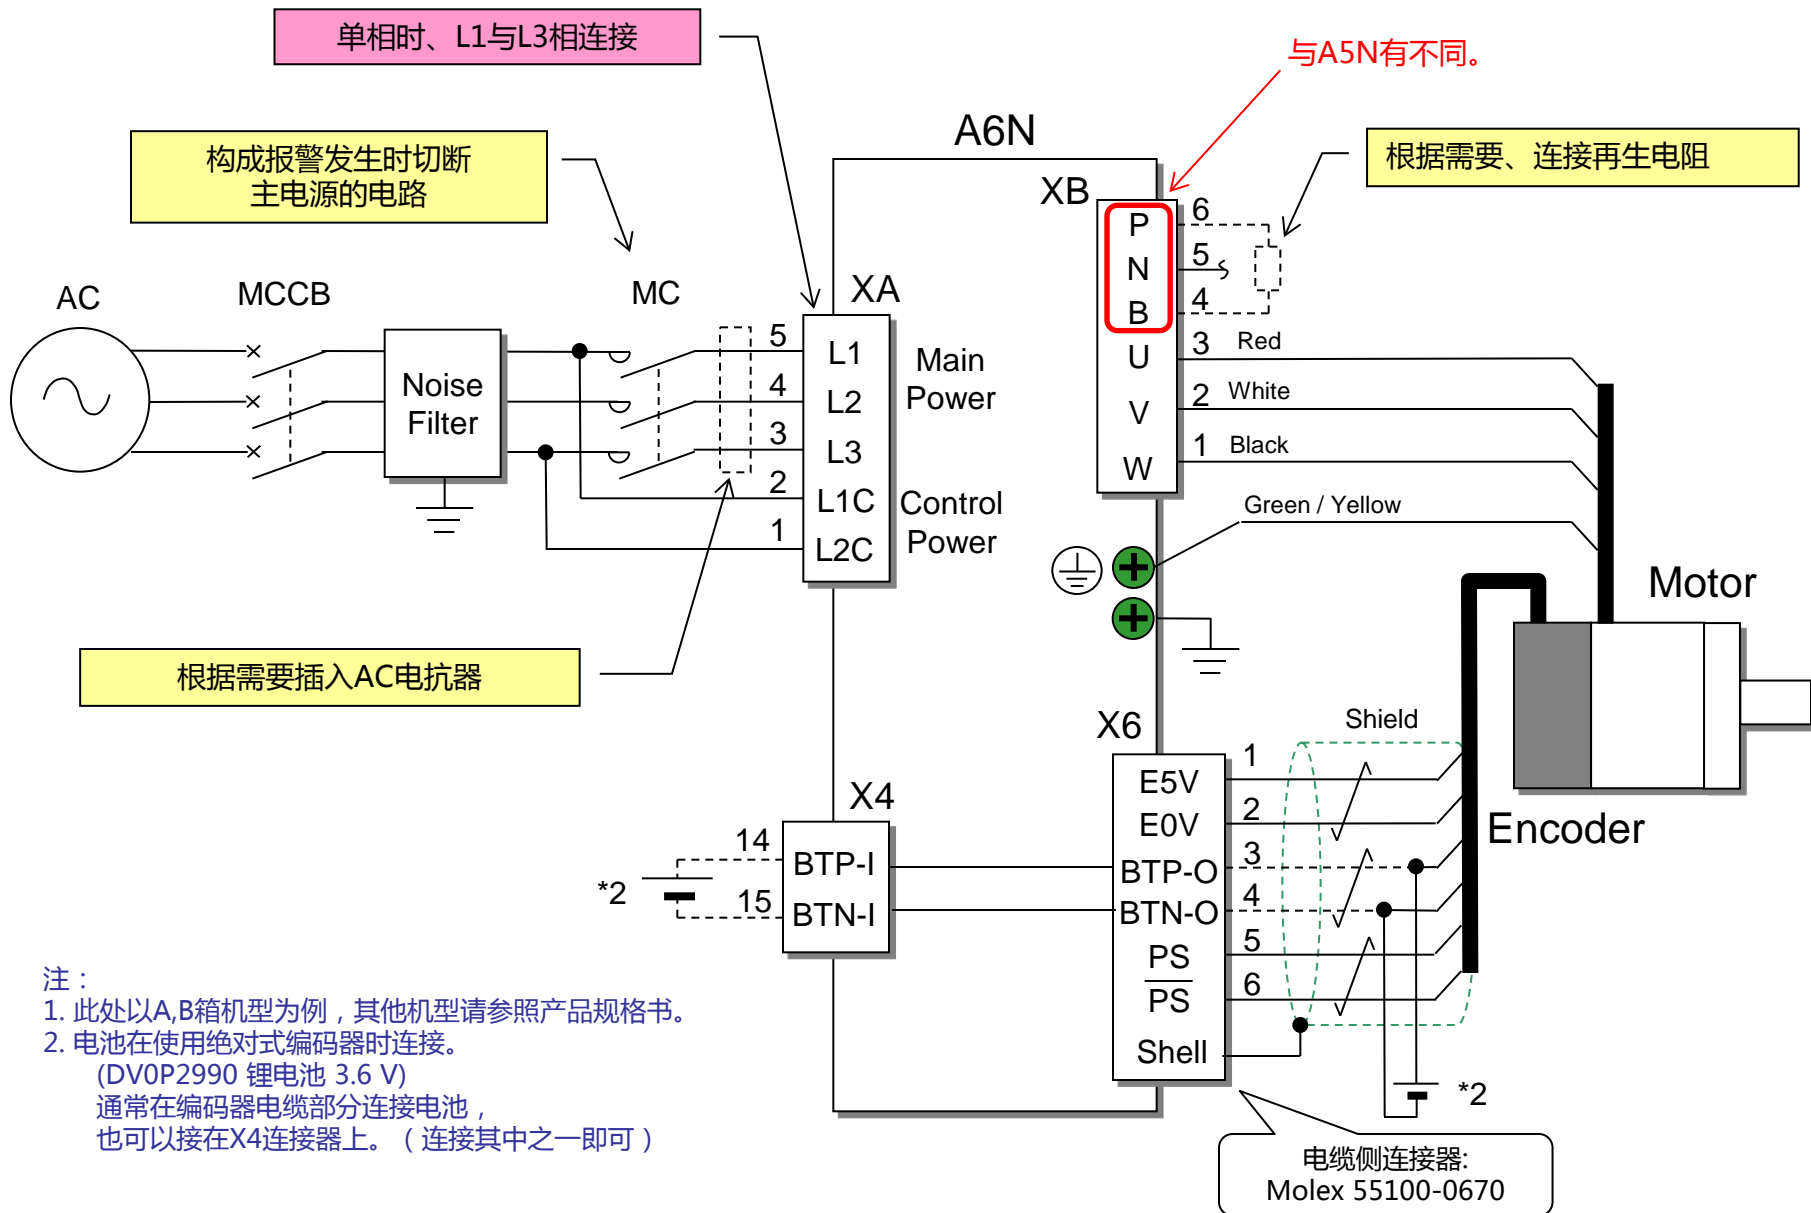 单相时、L1与L3相连接
与A5N有不同。
A6N
构成报警发生时切断
主电源的电路
根据需要、连接再生电阻
XB
P
N
B
U
V
W
6
5
4
3
2
1
Red
White
Black
Green / Yellow
AC
MCCB
MC
XA
Noise
Filter
5
4
3
2
1
L1
L2
L3
L1C
L2C
Main
Power
Control
Power
根据需要插入AC电抗器
Motor
Encoder
Shield
X6
E5V
E0V
BTP-O
BTN-O
PS
PS
Shell
1
2
3
4
5
6
X4
14
15
BTP-I
BTN-I
*2
*2
注：
1. 此处以A,B箱机型为例，其他机型请参照产品规格书。
2. 电池在使用绝对式编码器时连接。
(DV0P2990 锂电池 3.6 V)
通常在编码器电缆部分连接电池，
也可以接在X4连接器上。（连接其中之一即可）
电缆侧连接器:
Molex 55100-0670